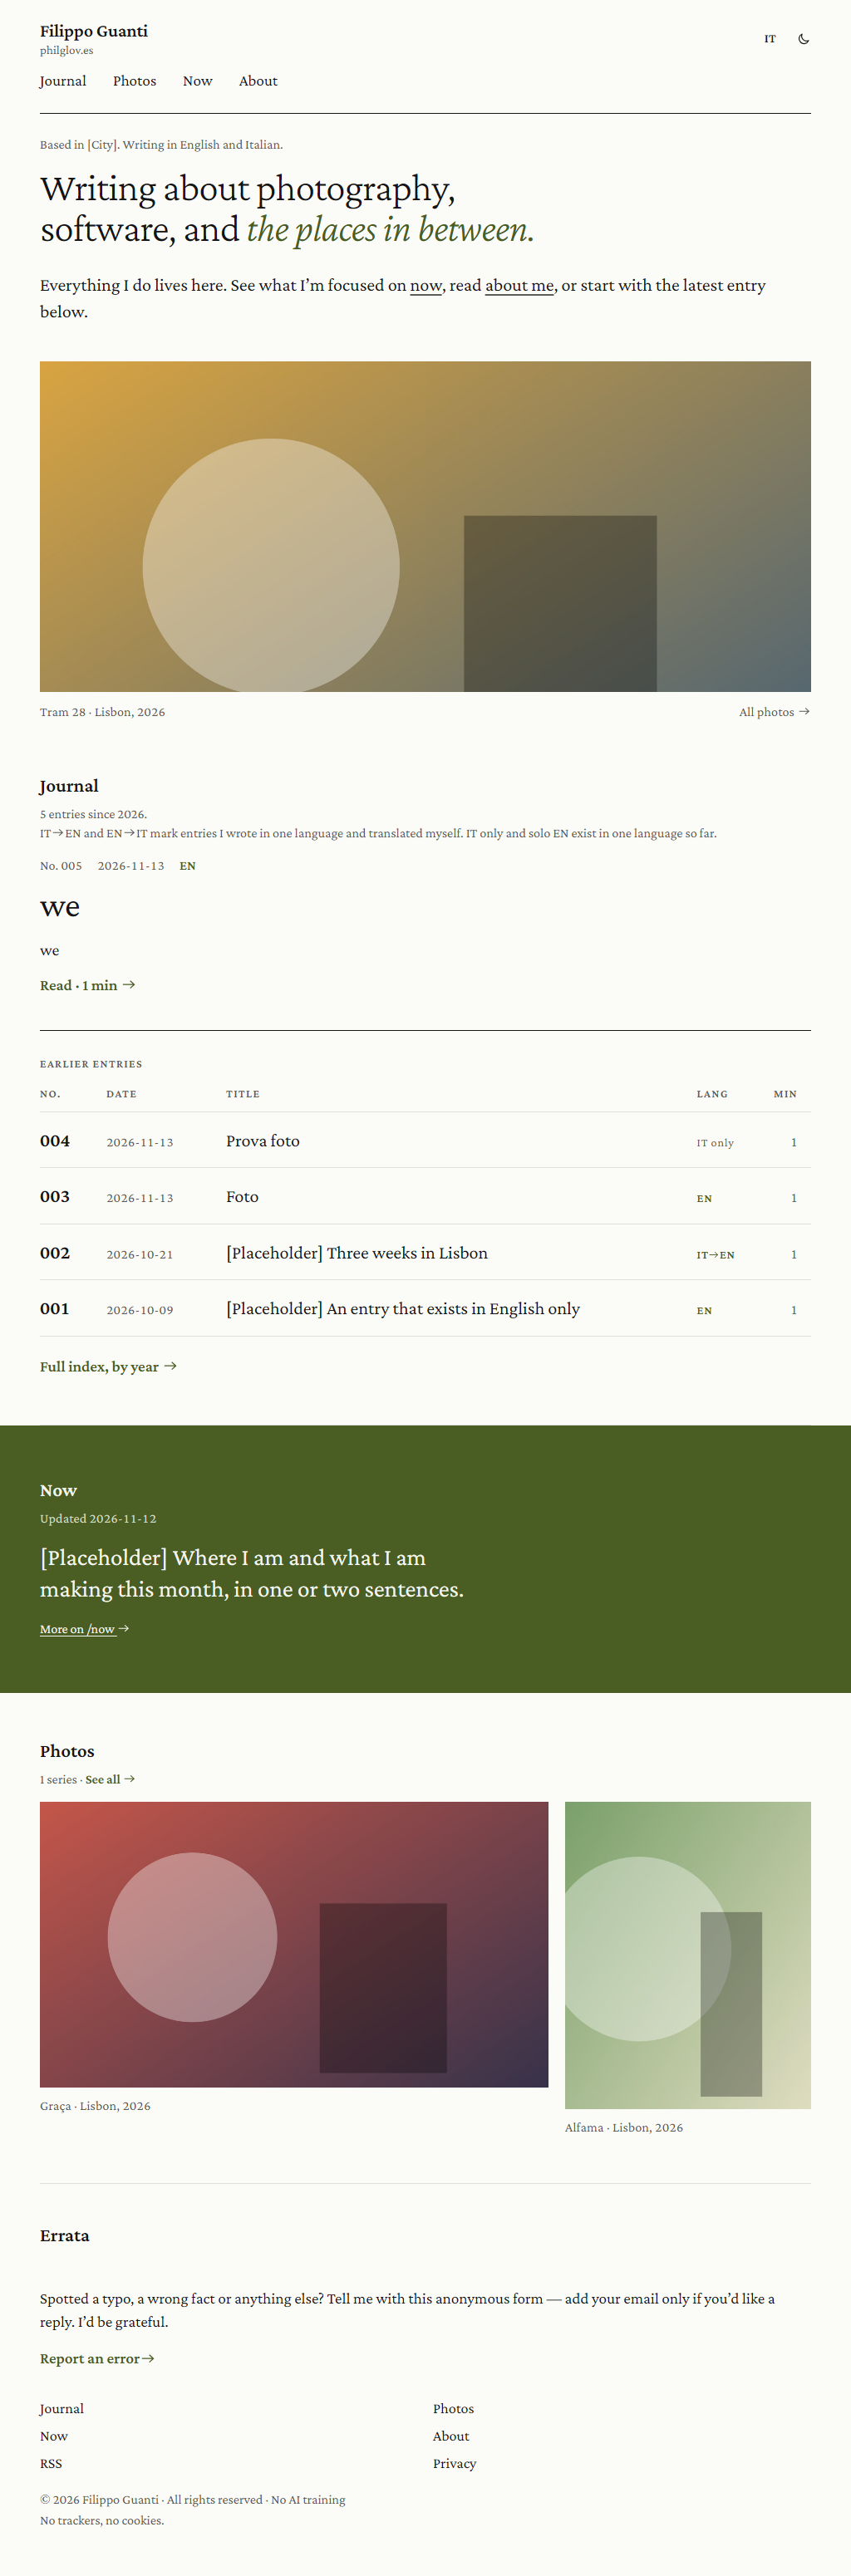 Filippo Guanti
philglov.es
IT
Journal Photos Now About
Based in [City]. Writing in English and Italian.
Writing about photography,
software, and the places in between.
Everything I do lives here. See what I’m focused on now, read about me, or start with the latest entry
below.
Tram 28 · Lisbon, 2026
All photos →
Journal
5 entries since 2026.
IT→EN and EN→IT mark entries I wrote in one language and translated myself. IT only and solo EN exist in one language so far.
No. 005 2026-11-13 EN
we
we
Read · 1 min →
EARLIER ENTRIES
NO. DATE TITLE LANG MIN
004 2026-11-13 Prova foto IT only 1
003 2026-11-13 Foto EN 1
002 2026-10-21 [Placeholder] Three weeks in Lisbon IT→EN 1
001 2026-10-09 [Placeholder] An entry that exists in English only EN 1
Full index, by year →
Now
Updated 2026-11-12
[Placeholder] Where I am and what I am
making this month, in one or two sentences.
More on /now →
Photos
1 series · See all →
Graça · Lisbon, 2026
Alfama · Lisbon, 2026
Errata
Spotted a typo, a wrong fact or anything else? Tell me with this anonymous form — add your email only if you’d like a
reply. I’d be grateful.
Report an error→
Journal Photos
Now About
RSS Privacy
© 2026 Filippo Guanti · All rights reserved · No AI training
No trackers, no cookies.